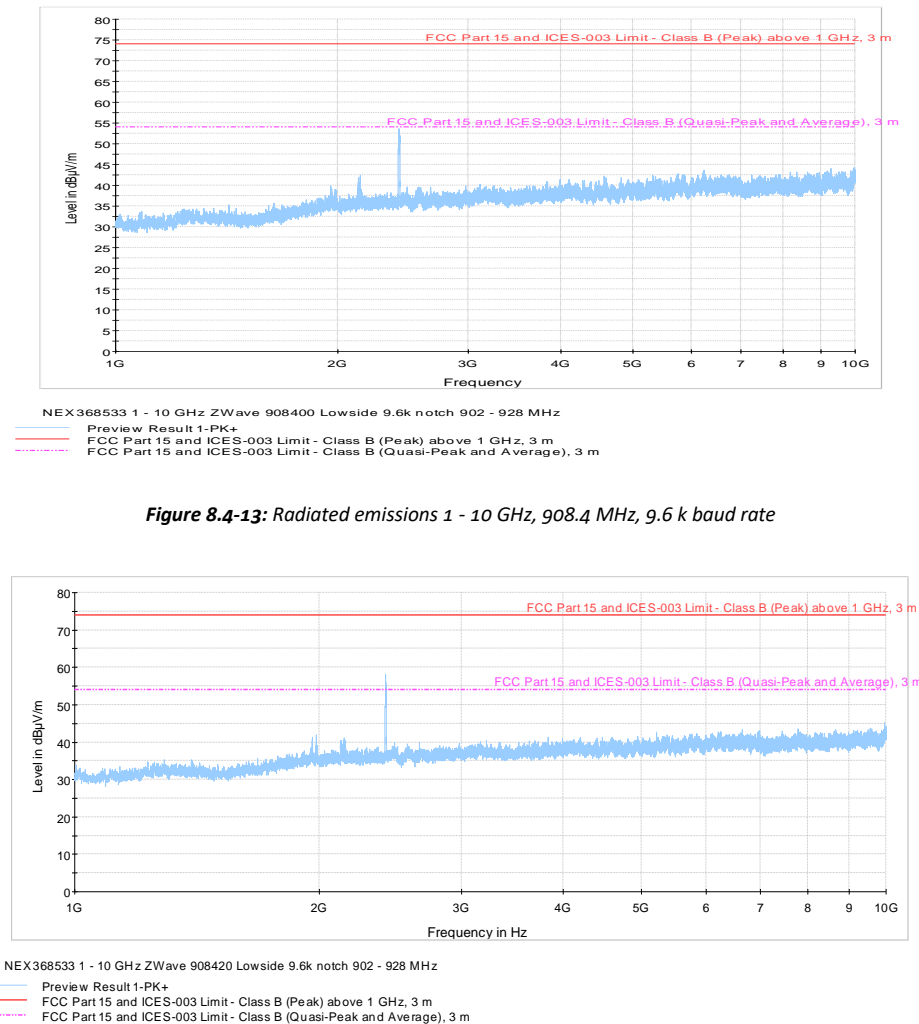 80
FCC Part 15 and ICES-003 Limit - Class B (Peak) above 1 GHz, 3 m
75
70
65
60
FCC Part 15 and ICES-003 Limit - Class B (Quasi-Peak and Average), 3 m
55
50
45
40
35
30
25
20
15
10
5
0
Level in dBµV/m
1G 2G 3G 4G 5G 6 7 8 9 10G
Frequency
NEX368533 1 - 10 GHz ZWave 908400 Lowside 9.6k notch 902 - 928 MHz
Preview Result 1-PK+
FCC Part 15 and ICES-003 Limit - Class B (Peak) above 1 GHz, 3 m
FCC Part 15 and ICES-003 Limit - Class B (Quasi-Peak and Average), 3 m
Figure 8.4-13: Radiated emissions 1 - 10 GHz, 908.4 MHz, 9.6 k baud rate
80
FCC Part 15 and ICES-003 Limit - Class B (Peak) above 1 GHz, 3 m
70
60
FCC Part 15 and ICES-003 Limit - Class B (Quasi-Peak and Average), 3 m
50
40
30
20
10
0
Level in dBµV/m
1G 2G 3G 4G 5G 6 7 8 9 10G
Frequency in Hz
NEX368533 1 - 10 GHz ZWave 908420 Lowside 9.6k notch 902 - 928 MHz
Preview Result 1-PK+
FCC Part 15 and ICES-003 Limit - Class B (Peak) above 1 GHz, 3 m
FCC Part 15 and ICES-003 Limit - Class B (Quasi-Peak and Average), 3 m